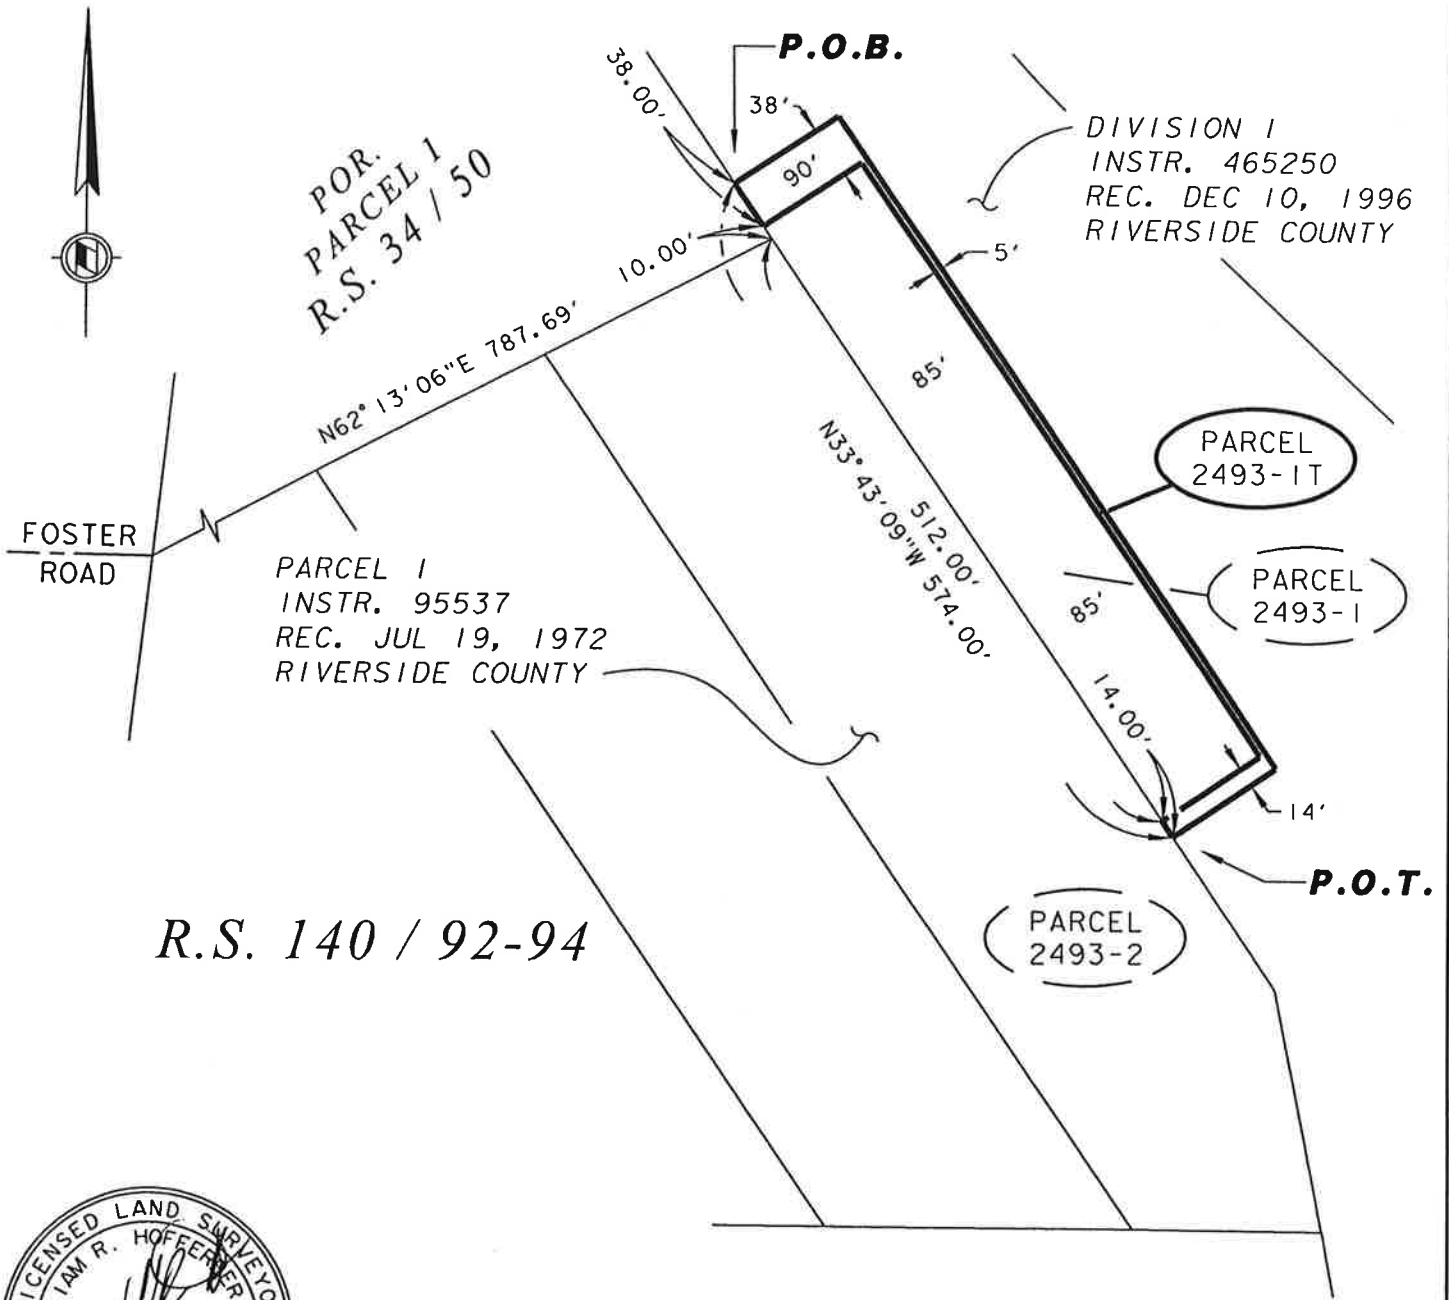 P.O.B.
38.00'
38'
90'
DIVISION 1
INSTR. 465250
REC. DEC 10, 1996
RIVERSIDE COUNTY
POR.
PARCEL 1
R.S. 34 / 50
10.00'
5'
N62°13'06"E 787.69'
85'
PARCEL
2493-1T
512.00'
N33°43'09"W 574.00'
FOSTER
ROAD
PARCEL 1
INSTR. 95537
REC. JUL 19, 1972
RIVERSIDE COUNTY
PARCEL
2493-1
85'
14.00'
14'
P.O.T.
PARCEL
2493-2
R.S. 140 / 92-94
LAND